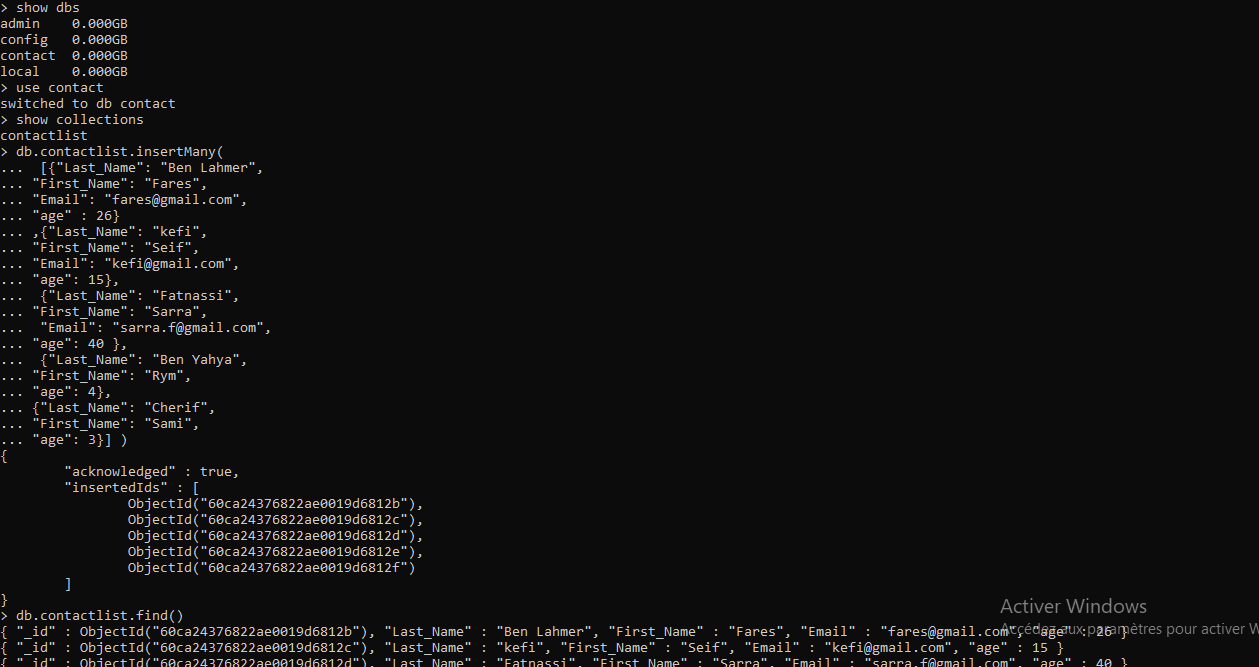 > show dbs
admin    0.000GB
config   0.000GB
contact  0.000GB
local    0.000GB
> use contact
switched to db contact
> show collections
contactlist
> db.contactlist.insertMany(
...  [{"Last_Name": "Ben Lahmer",
... "First_Name": "Fares",
... "Email": "fares@gmail.com",
... "age" : 26}
... ,{"Last_Name": "kefi",
... "First_Name": "Seif",
... "Email": "kefi@gmail.com",
... "age": 15},
...  {"Last_Name": "Fatnassi",
... "First_Name": "Sarra",
...  "Email": "sarra.f@gmail.com",
... "age": 40 },
...  {"Last_Name": "Ben Yahya",
... "First_Name": "Rym",
... "age": 4},
... {"Last_Name": "Cherif",
... "First_Name": "Sami",
... "age": 3}] )
{
        "acknowledged" : true,
        "insertedIds" : [
                ObjectId("60ca24376822ae0019d6812b"),
                ObjectId("60ca24376822ae0019d6812c"),
                ObjectId("60ca24376822ae0019d6812d"),
                ObjectId("60ca24376822ae0019d6812e"),
                ObjectId("60ca24376822ae0019d6812f")
        ]
}
> db.contactlist.find()
{ "_id" : ObjectId("60ca24376822ae0019d6812b"), "Last_Name" : "Ben Lahmer", "First_Name" : "Fares", "Email" : "fares@gmail.com", "age" : 26 }
{ "_id" : ObjectId("60ca24376822ae0019d6812c"), "Last_Name" : "kefi", "First_Name" : "Seif", "Email" : "kefi@gmail.com", "age" : 15 }
{ "_id" : ObjectId("60ca24376822ae0019d6812d"), "Last_Name" : "Fatnassi", "First_Name" : "Sarra", "Email" : "sarra.f@gmail.com", "age" : 40 }
Activer Windows
Accédez aux paramètres pour activer W